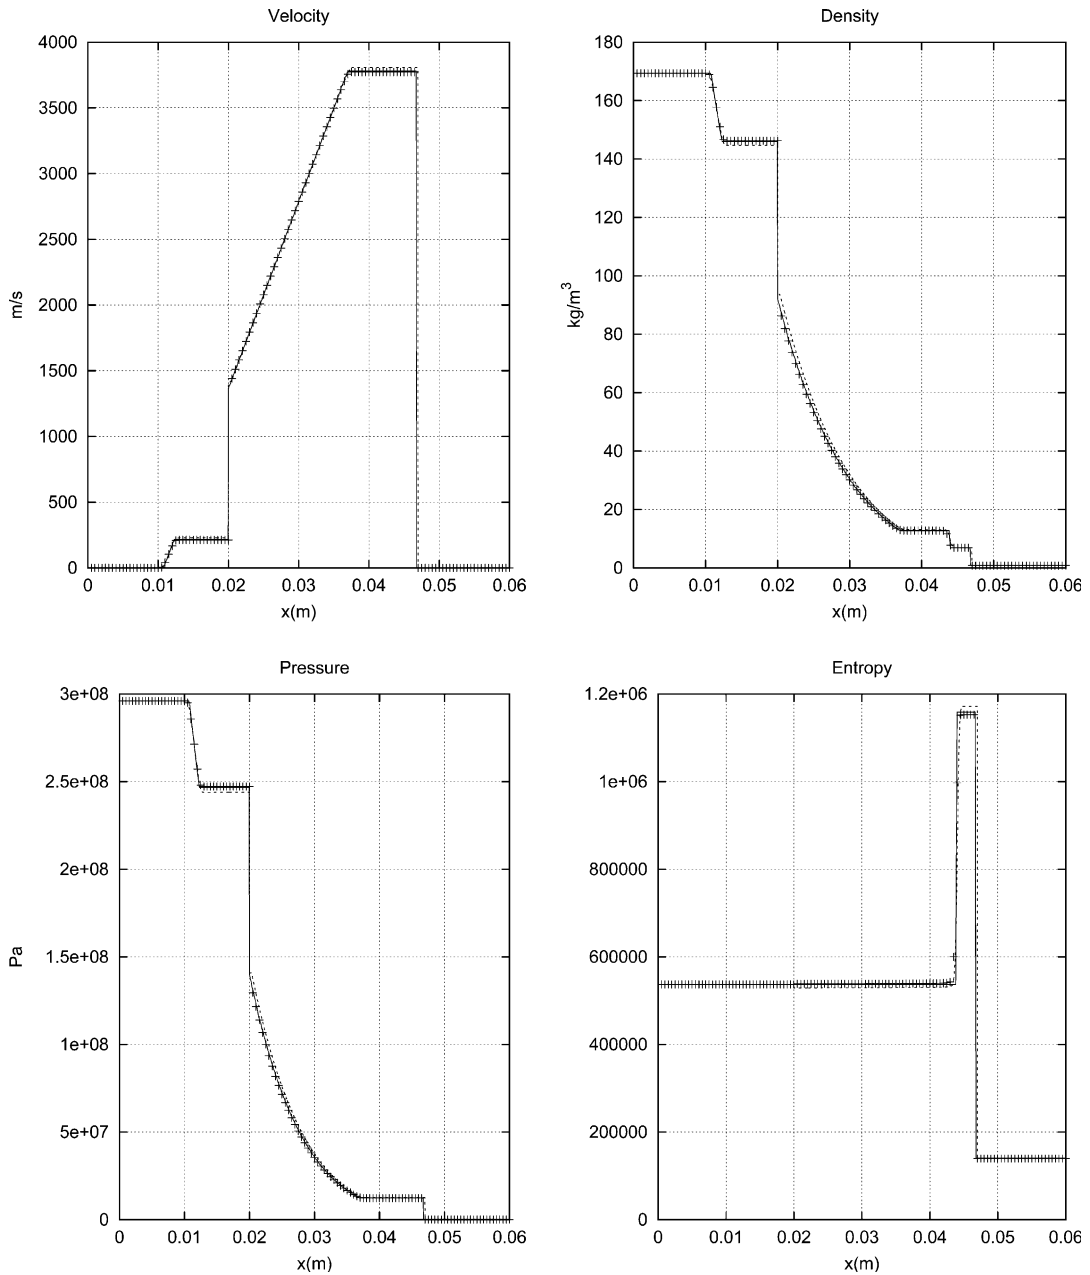 Velocity
4000
3500
3000
2500
2000
1500
1000
500
0
m/s
0 0.01 0.02 0.03 0.04 0.05 0.06
x(m)
Density
180
160
140
120
100
80
60
40
20
0
kg/m³
0 0.01 0.02 0.03 0.04 0.05 0.06
x(m)
Pressure
3e+08
2.5e+08
2e+08
1.5e+08
1e+08
5e+07
0
Pa
0 0.01 0.02 0.03 0.04 0.05 0.06
x(m)
Entropy
1.2e+06
1e+06
800000
600000
400000
200000
0
0 0.01 0.02 0.03 0.04 0.05 0.06
x(m)